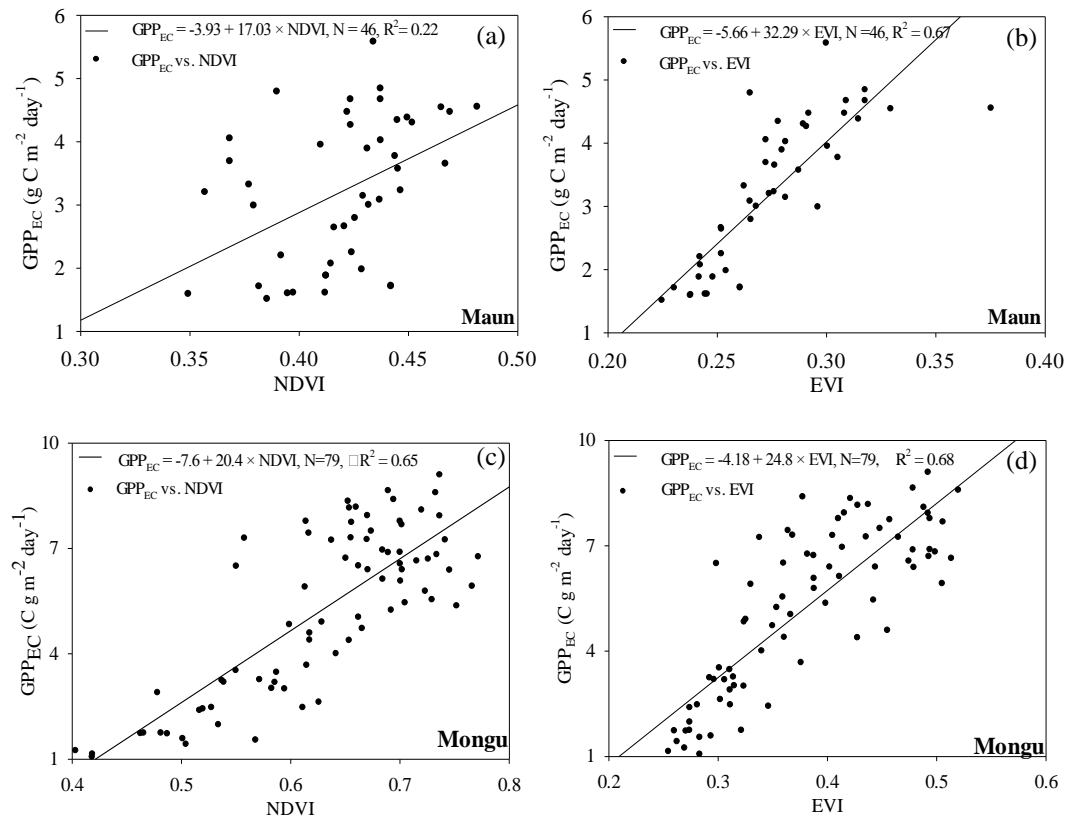 GPP_EC = -3.93 + 17.03 × NDVI, N = 46, R² = 0.22
(a)
GPP_EC vs. NDVI
6
5
4
3
2
1
GPP_EC (g C m⁻² day⁻¹)
Maun
0.30 0.35 0.40 0.45 0.50
NDVI
GPP_EC = -5.66 + 32.29 × EVI, N =46, R² = 0.67
(b)
GPP_EC vs. EVI
6
5
4
3
2
1
GPP_EC (g C m⁻² day⁻¹)
Maun
0.20 0.25 0.30 0.35 0.40
EVI
GPP_EC = -7.6 + 20.4 × NDVI, N=79, □R² = 0.65
(c)
GPP_EC vs. NDVI
10
7
4
1
GPP_EC (C g m⁻² day⁻¹)
Mongu
0.4 0.5 0.6 0.7 0.8
NDVI
GPP_EC = -4.18 + 24.8 × EVI, N=79, R² = 0.68
(d)
GPP_EC vs. EVI
10
7
4
1
GPP_EC (C g m⁻² day⁻¹)
Mongu
0.2 0.3 0.4 0.5 0.6
EVI